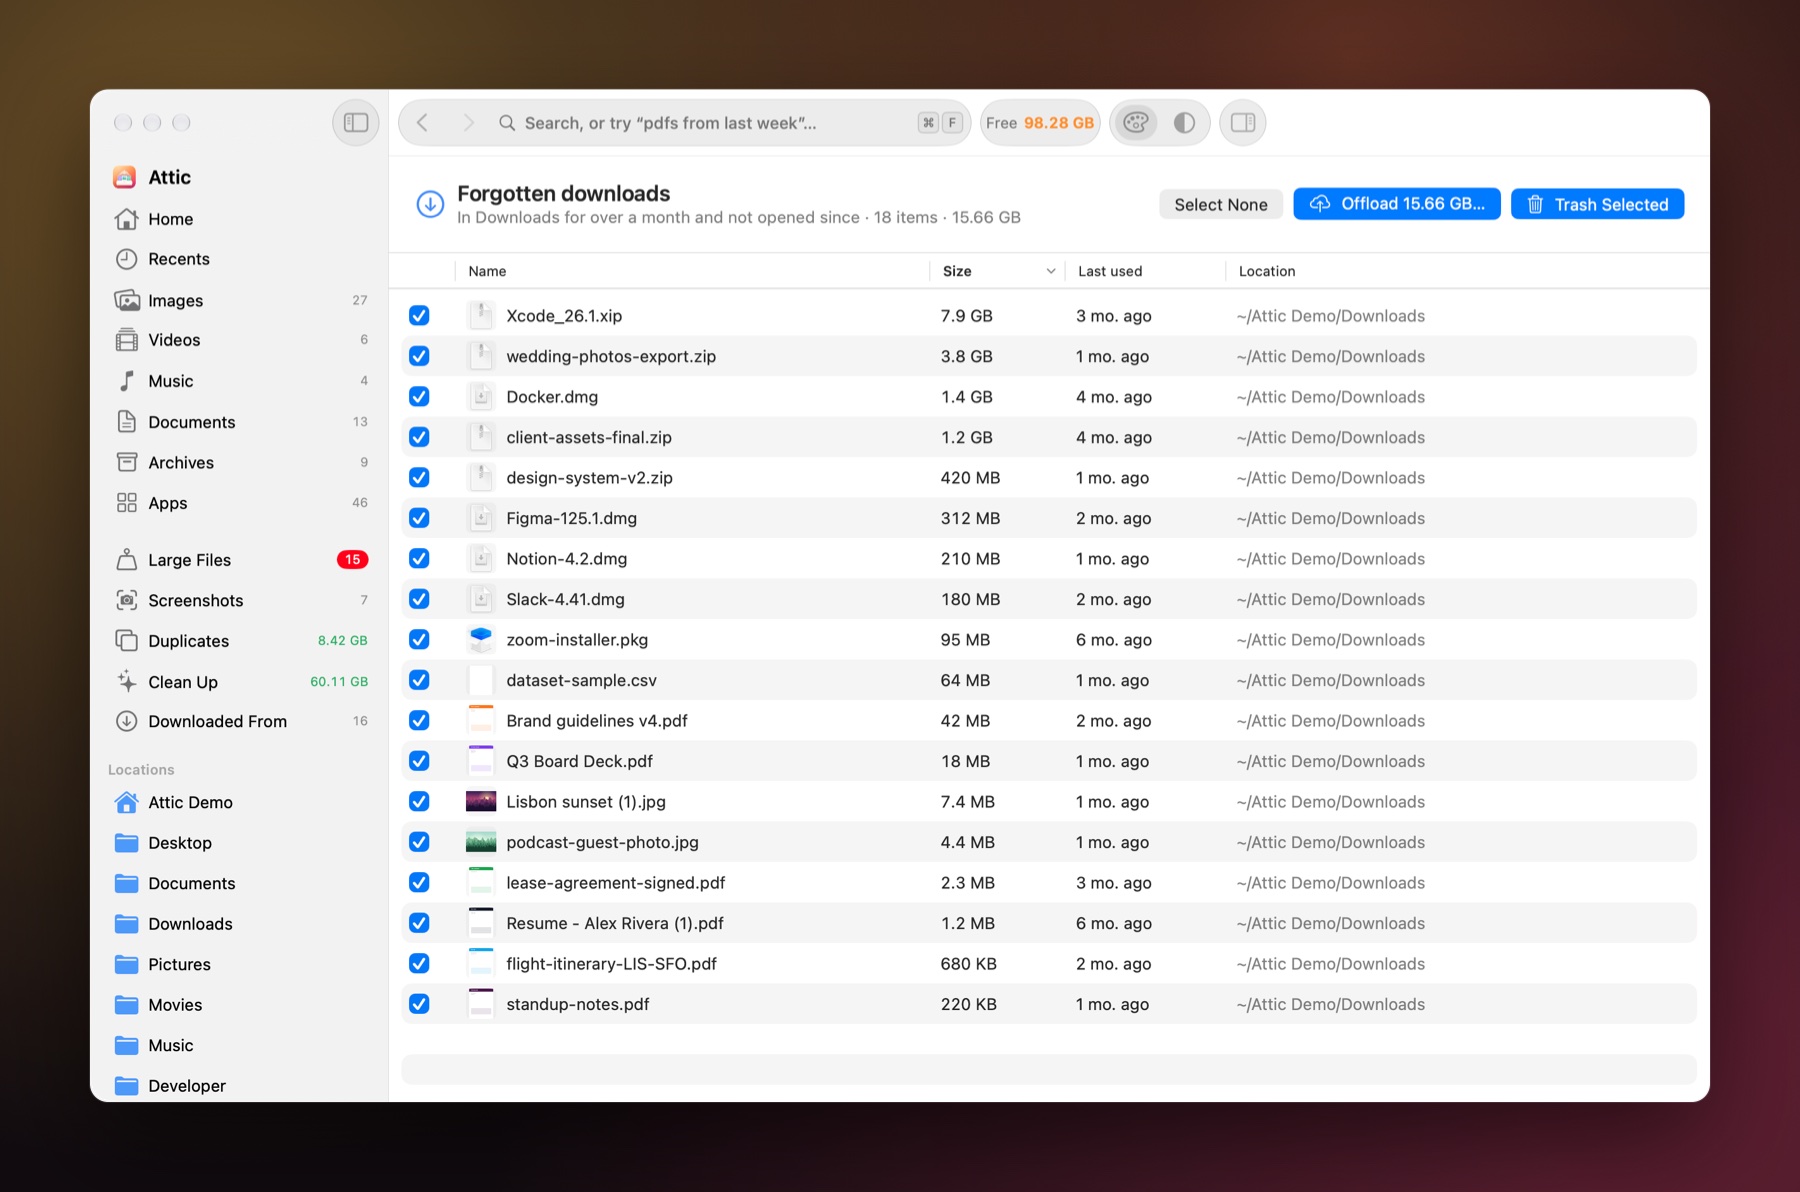 Attic
Home
Recents
Images 27
Videos 6
Music 4
Documents 13
Archives 9
Apps 46
Large Files 15
Screenshots 7
Duplicates 8.42 GB
Clean Up 60.11 GB
Downloaded From 16
Locations
Attic Demo
Desktop
Documents
Downloads
Pictures
Movies
Music
Developer
Search, or try “pdfs from last week”... ⌘ F Free 98.28 GB
Forgotten downloads
In Downloads for over a month and not opened since · 18 items · 15.66 GB
Select None Offload 15.66 GB... Trash Selected
Name Size Last used Location
Xcode_26.1.xip 7.9 GB 3 mo. ago ~/Attic Demo/Downloads
wedding-photos-export.zip 3.8 GB 1 mo. ago ~/Attic Demo/Downloads
Docker.dmg 1.4 GB 4 mo. ago ~/Attic Demo/Downloads
client-assets-final.zip 1.2 GB 4 mo. ago ~/Attic Demo/Downloads
design-system-v2.zip 420 MB 1 mo. ago ~/Attic Demo/Downloads
Figma-125.1.dmg 312 MB 2 mo. ago ~/Attic Demo/Downloads
Notion-4.2.dmg 210 MB 1 mo. ago ~/Attic Demo/Downloads
Slack-4.41.dmg 180 MB 2 mo. ago ~/Attic Demo/Downloads
zoom-installer.pkg 95 MB 6 mo. ago ~/Attic Demo/Downloads
dataset-sample.csv 64 MB 1 mo. ago ~/Attic Demo/Downloads
Brand guidelines v4.pdf 42 MB 2 mo. ago ~/Attic Demo/Downloads
Q3 Board Deck.pdf 18 MB 1 mo. ago ~/Attic Demo/Downloads
Lisbon sunset (1).jpg 7.4 MB 1 mo. ago ~/Attic Demo/Downloads
podcast-guest-photo.jpg 4.4 MB 1 mo. ago ~/Attic Demo/Downloads
lease-agreement-signed.pdf 2.3 MB 3 mo. ago ~/Attic Demo/Downloads
Resume - Alex Rivera (1).pdf 1.2 MB 6 mo. ago ~/Attic Demo/Downloads
flight-itinerary-LIS-SFO.pdf 680 KB 2 mo. ago ~/Attic Demo/Downloads
standup-notes.pdf 220 KB 1 mo. ago ~/Attic Demo/Downloads